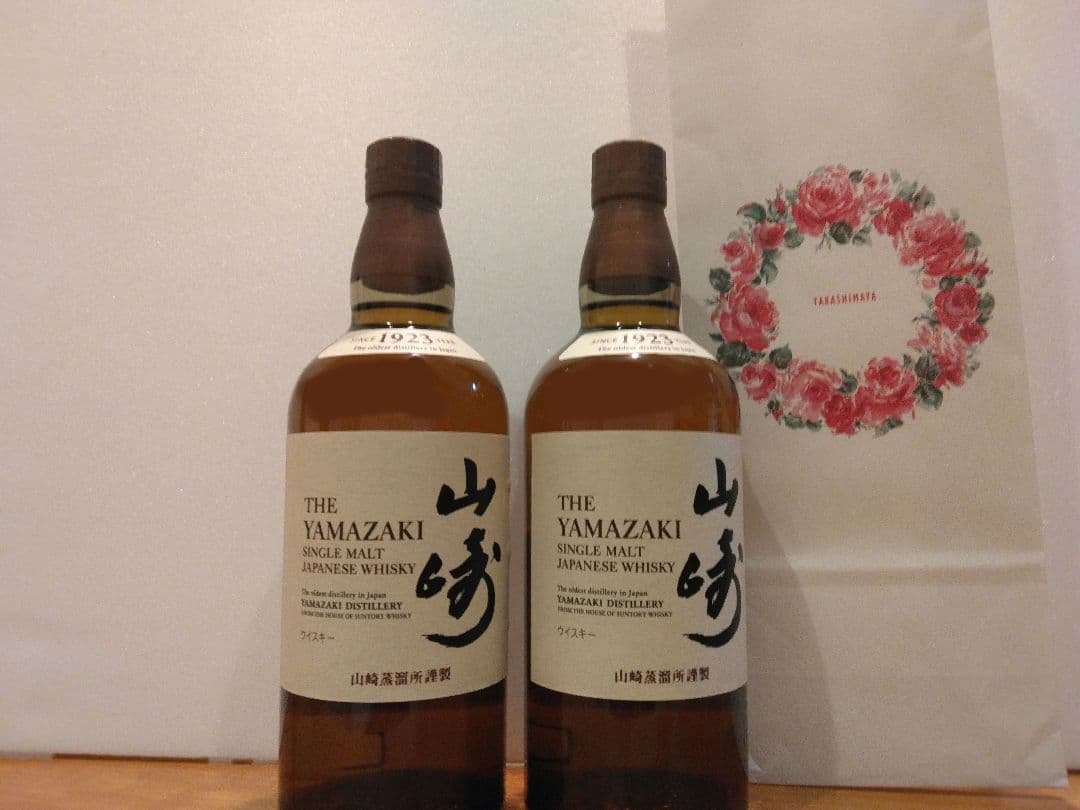 SINCE 1923 YEAR
The oldest distillery in Japan
THE
YAMAZAKI
SINGLE MALT
JAPANESE WHISKY
The oldest distillery in Japan
YAMAZAKI DISTILLERY
FROM THE HOUSE OF SUNTORY WHISKY
ウイスキー
山崎
山崎蒸溜所謹製
SINCE 1923 YEAR
The oldest distillery in Japan
THE
YAMAZAKI
SINGLE MALT
JAPANESE WHISKY
The oldest distillery in Japan
YAMAZAKI DISTILLERY
FROM THE HOUSE OF SUNTORY WHISKY
ウイスキー
山崎
山崎蒸溜所謹製
TAKASHIMAYA